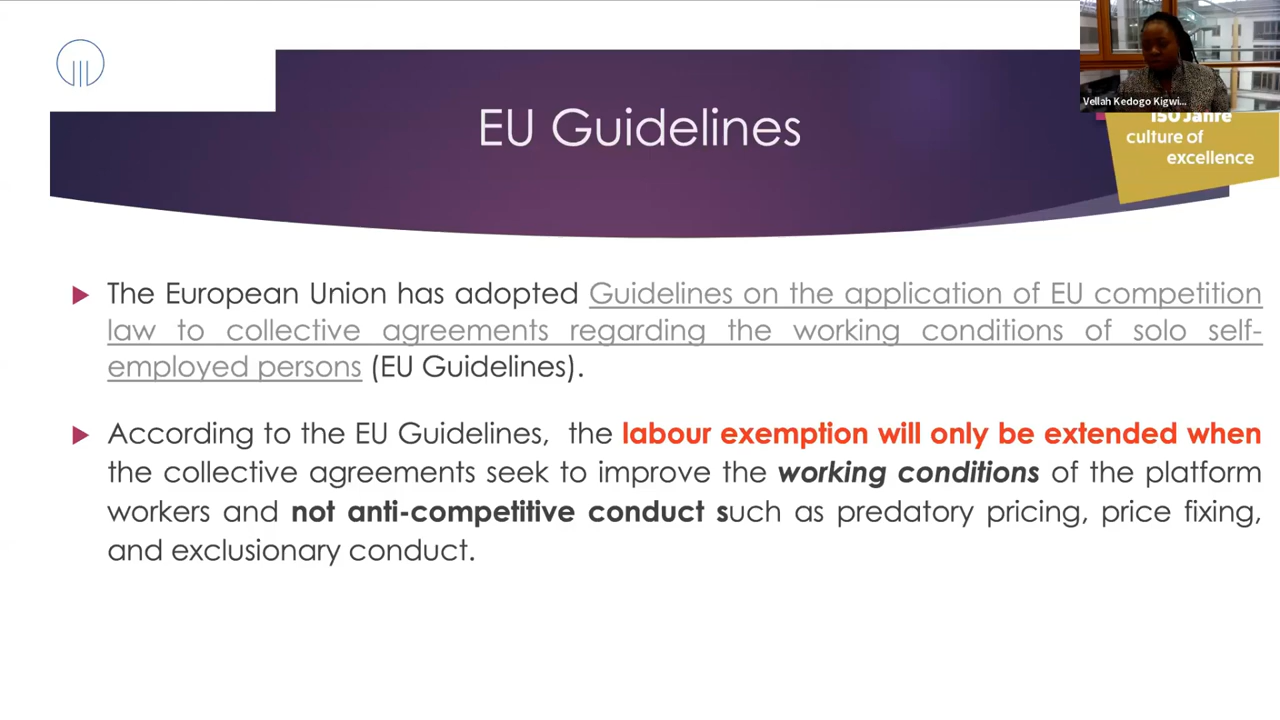 EU Guidelines
Vellah Kedogo Kigwi...
150 Jahre
culture of
excellence
The European Union has adopted Guidelines on the application of EU competition
law to collective agreements regarding the working conditions of solo self-
employed persons (EU Guidelines).
According to the EU Guidelines, the labour exemption will only be extended when
the collective agreements seek to improve the working conditions of the platform
workers and not anti-competitive conduct such as predatory pricing, price fixing,
and exclusionary conduct.